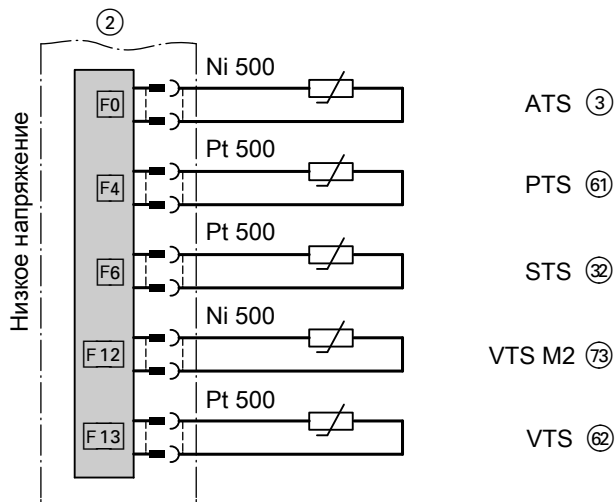 ②
Низкое напряжение
F0 Ni 500 ATS ③
F4 Pt 500 PTS 61
F6 Pt 500 STS 32
F 12 Ni 500 VTS M2 73
F 13 Pt 500 VTS 62